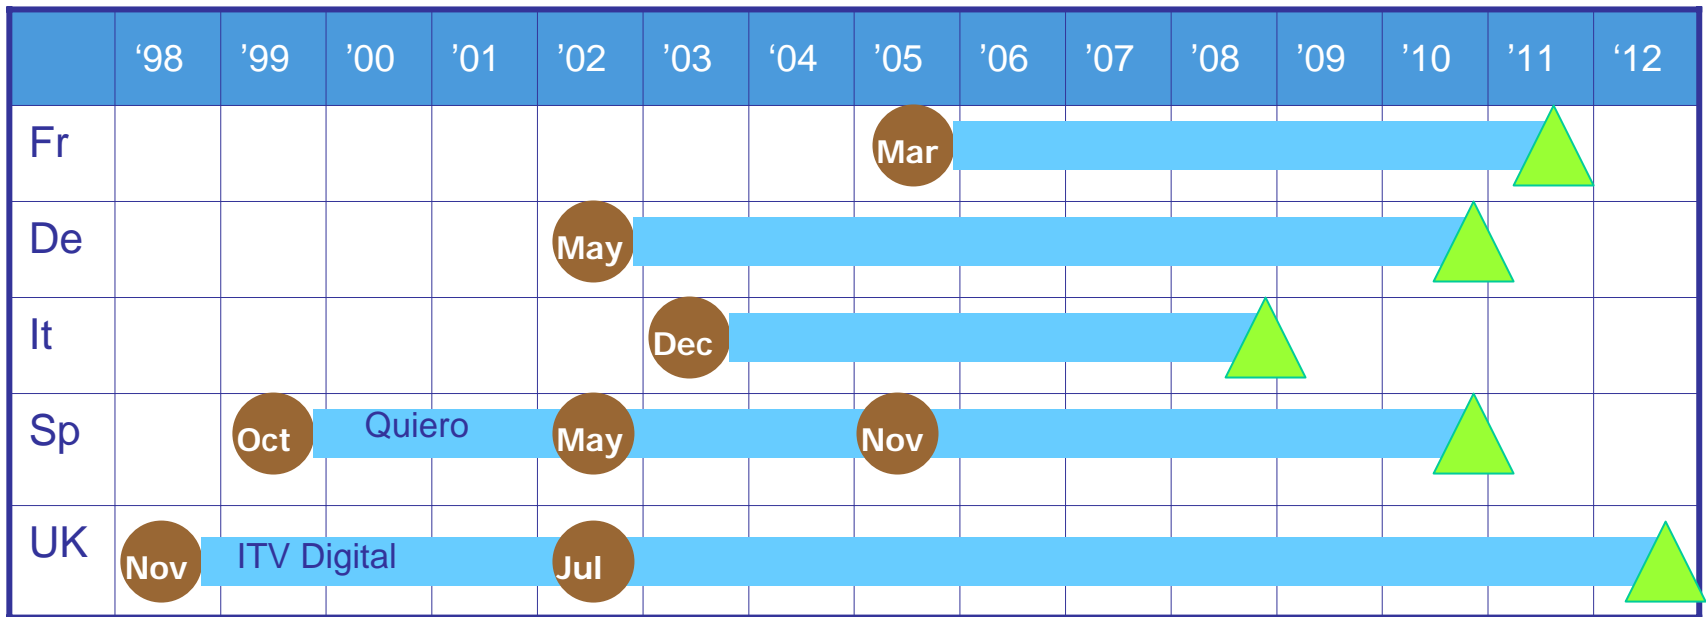 ‘98 ’99 ’00 ’01 ’02 ’03 ‘04 ’05 ’06 ’07 ’08 ’09 ’10 ’11 ‘12
Fr Mar
De May
It Dec
Sp Oct Quiero May Nov
UK Nov ITV Digital Jul